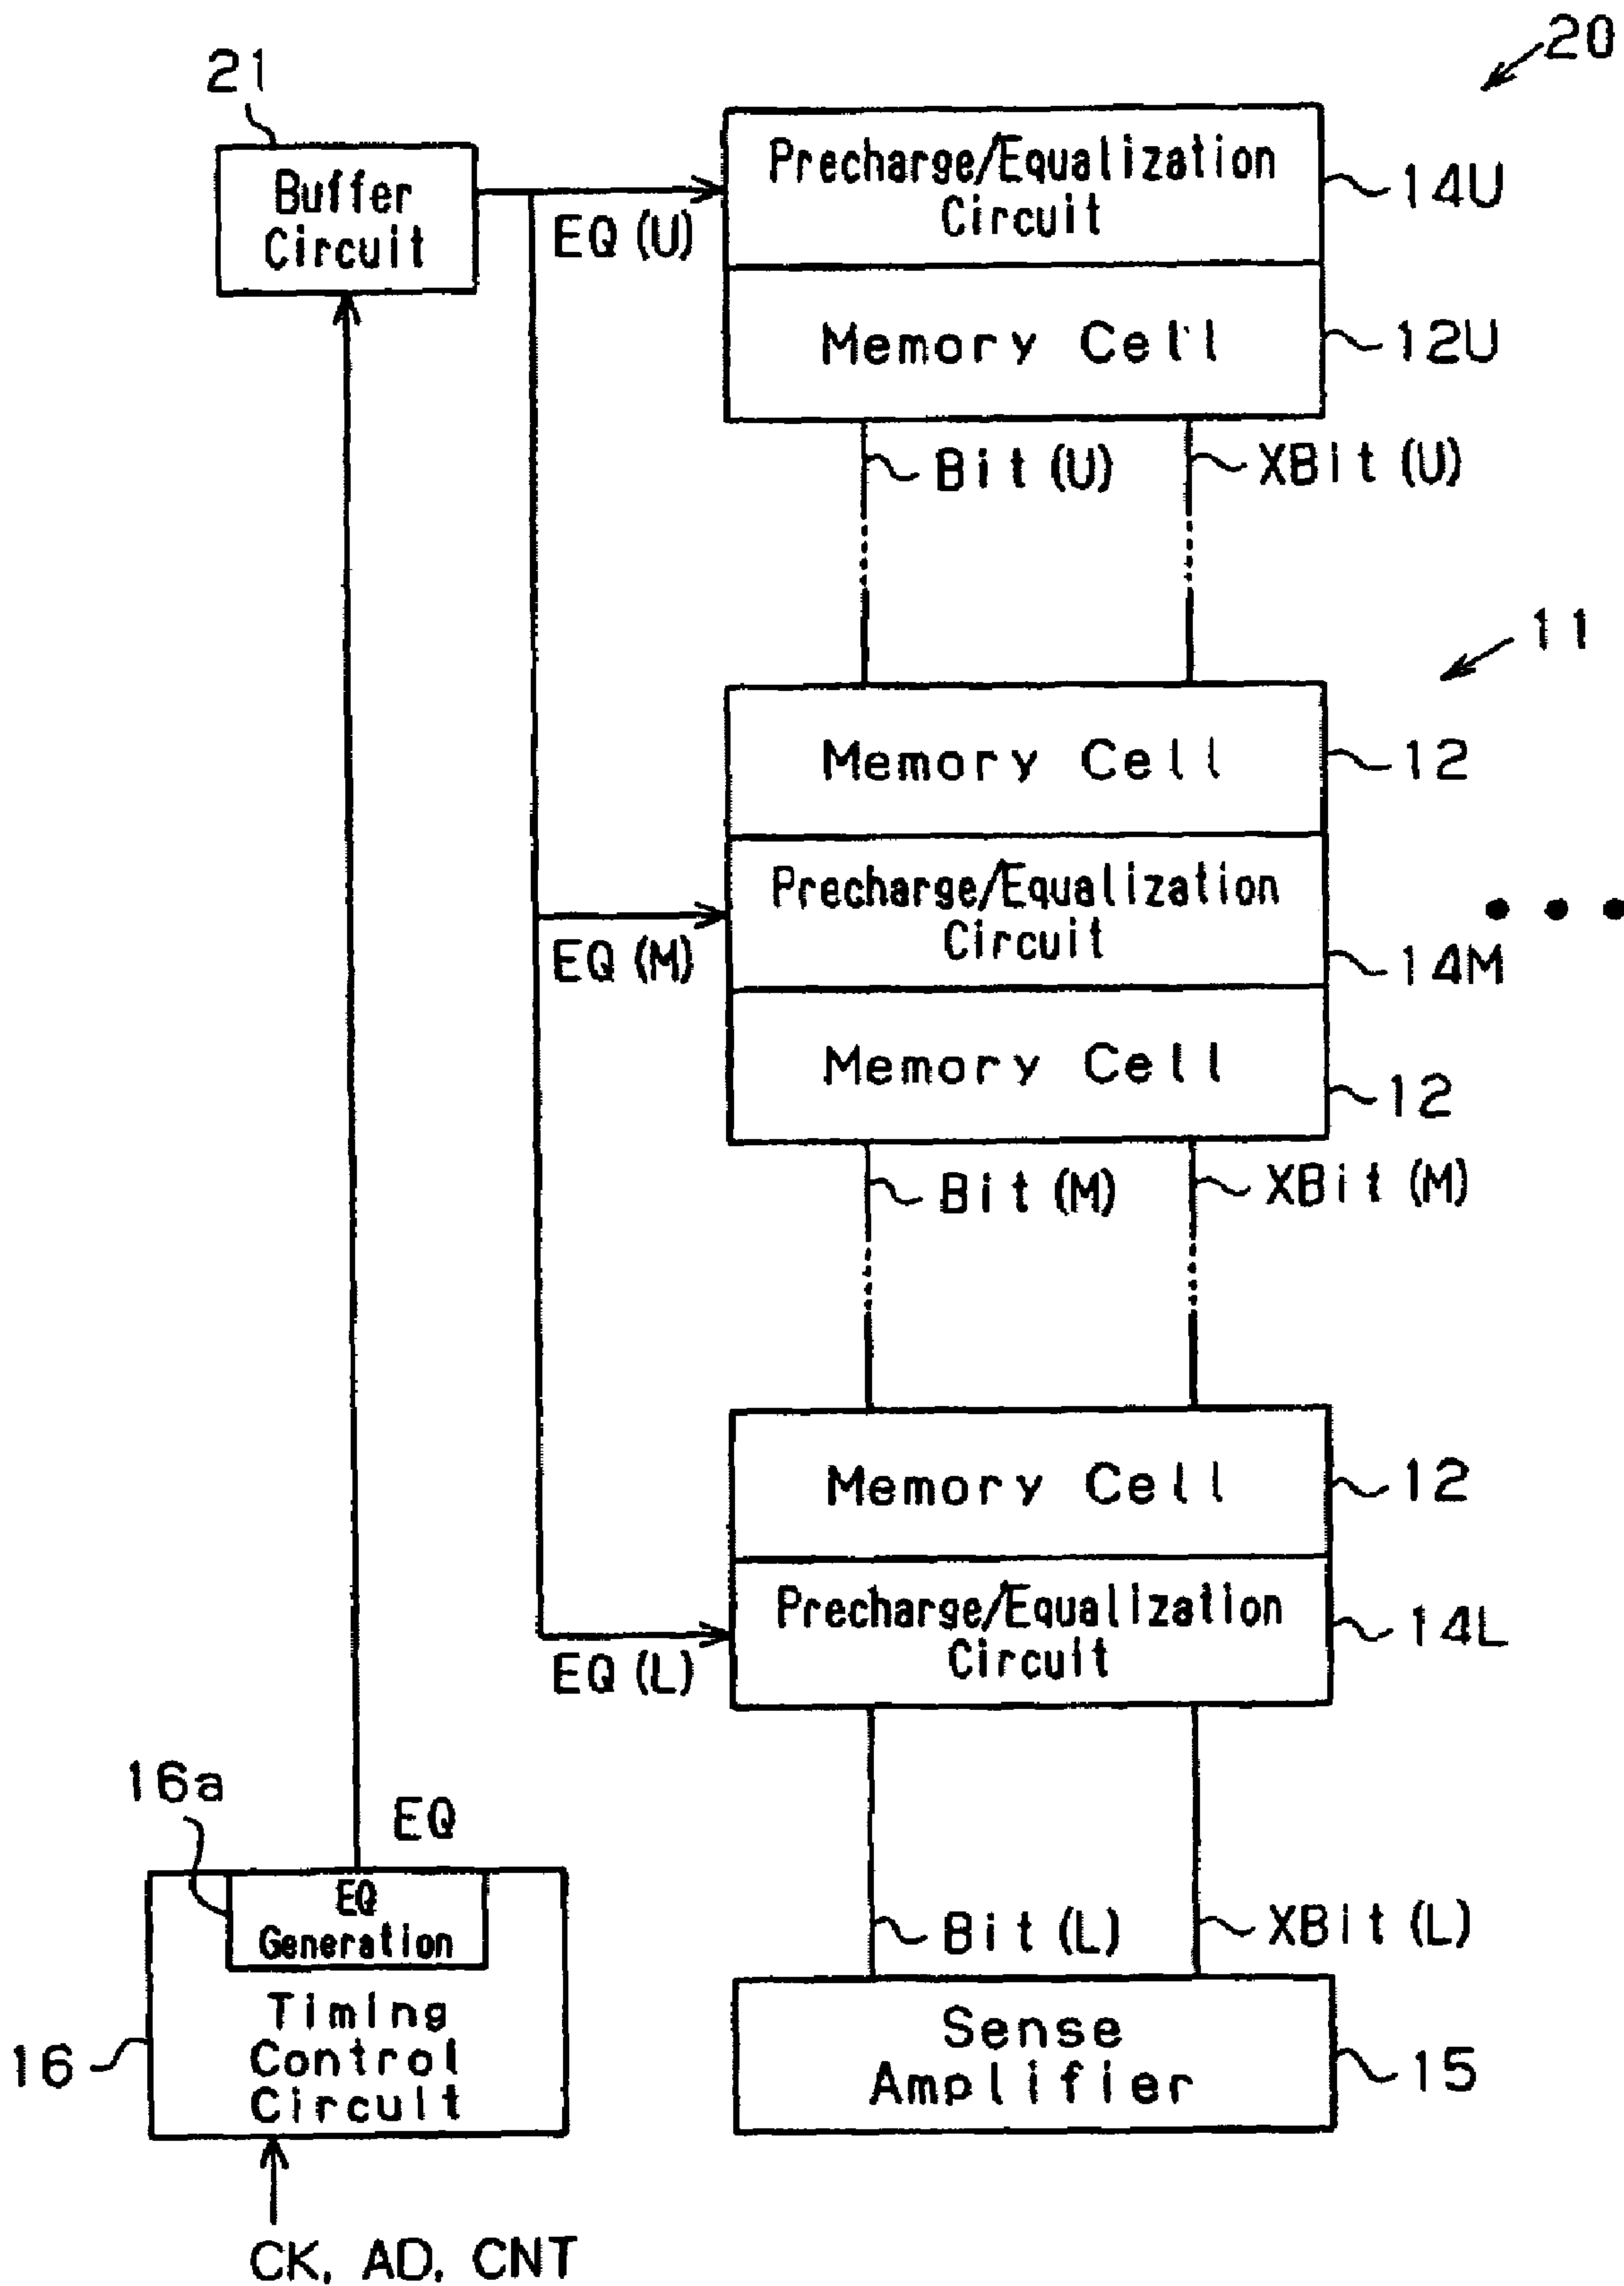 20
21
Buffer
Circuit
EQ (U)
Precharge/Equalization
Circuit
14U
Memory Cell
12U
Bit (U)
XBit (U)
11
Memory Cell
12
Precharge/Equalization
Circuit
EQ (M)
14M
Memory Cell
12
Bit (M)
XBit (M)
Memory Cell
12
Precharge/Equalization
Circuit
14L
EQ (L)
16a
EQ
EQ
Generation
Timing
Control
Circuit
16
CK, AD, CNT
Bit (L)
XBit (L)
Sense
Amplifier
15